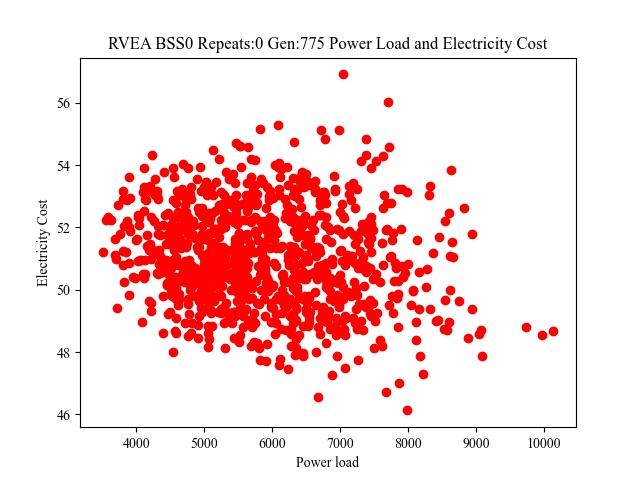 RVEA BSS0 Repeats:0 Gen:775 Power Load and Electricity Cost
Electricity Cost
56
54
52
50
48
46
4000 5000 6000 7000 8000 9000 10000
Power load